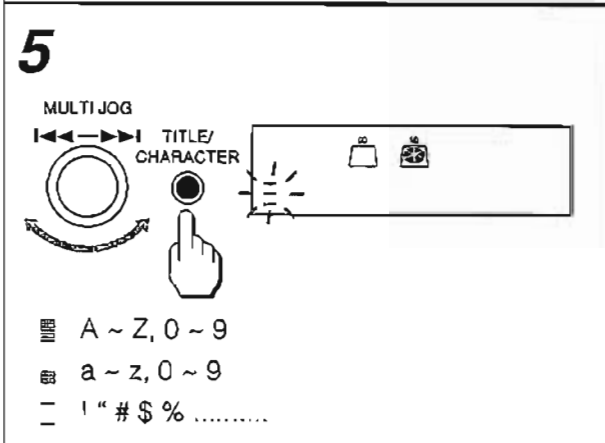 5
MULTI JOG
TITLE/
CHARACTER
A ~ Z, 0 ~ 9
a ~ z, 0 ~ 9
! " # $ % ..........